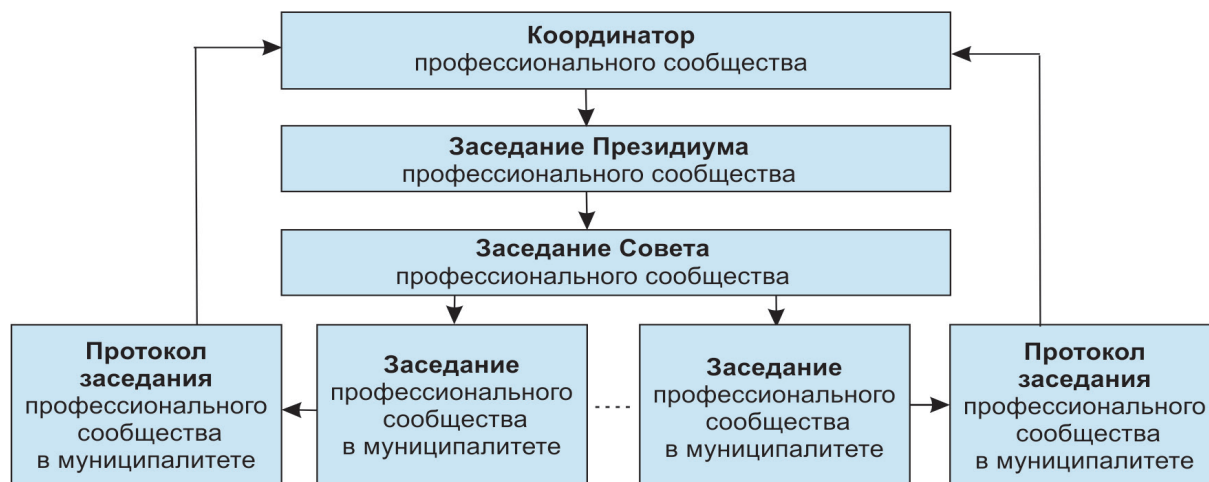 Координатор
профессионального сообщества
Заседание Президиума
профессионального сообщества
Заседание Совета
профессионального сообщества
Протокол
заседания
профессионального
сообщества
в муниципалитете
Заседание
профессионального
сообщества
в муниципалитете
Заседание
профессионального
сообщества
в муниципалитете
Протокол
заседания
профессионального
сообщества
в муниципалитете